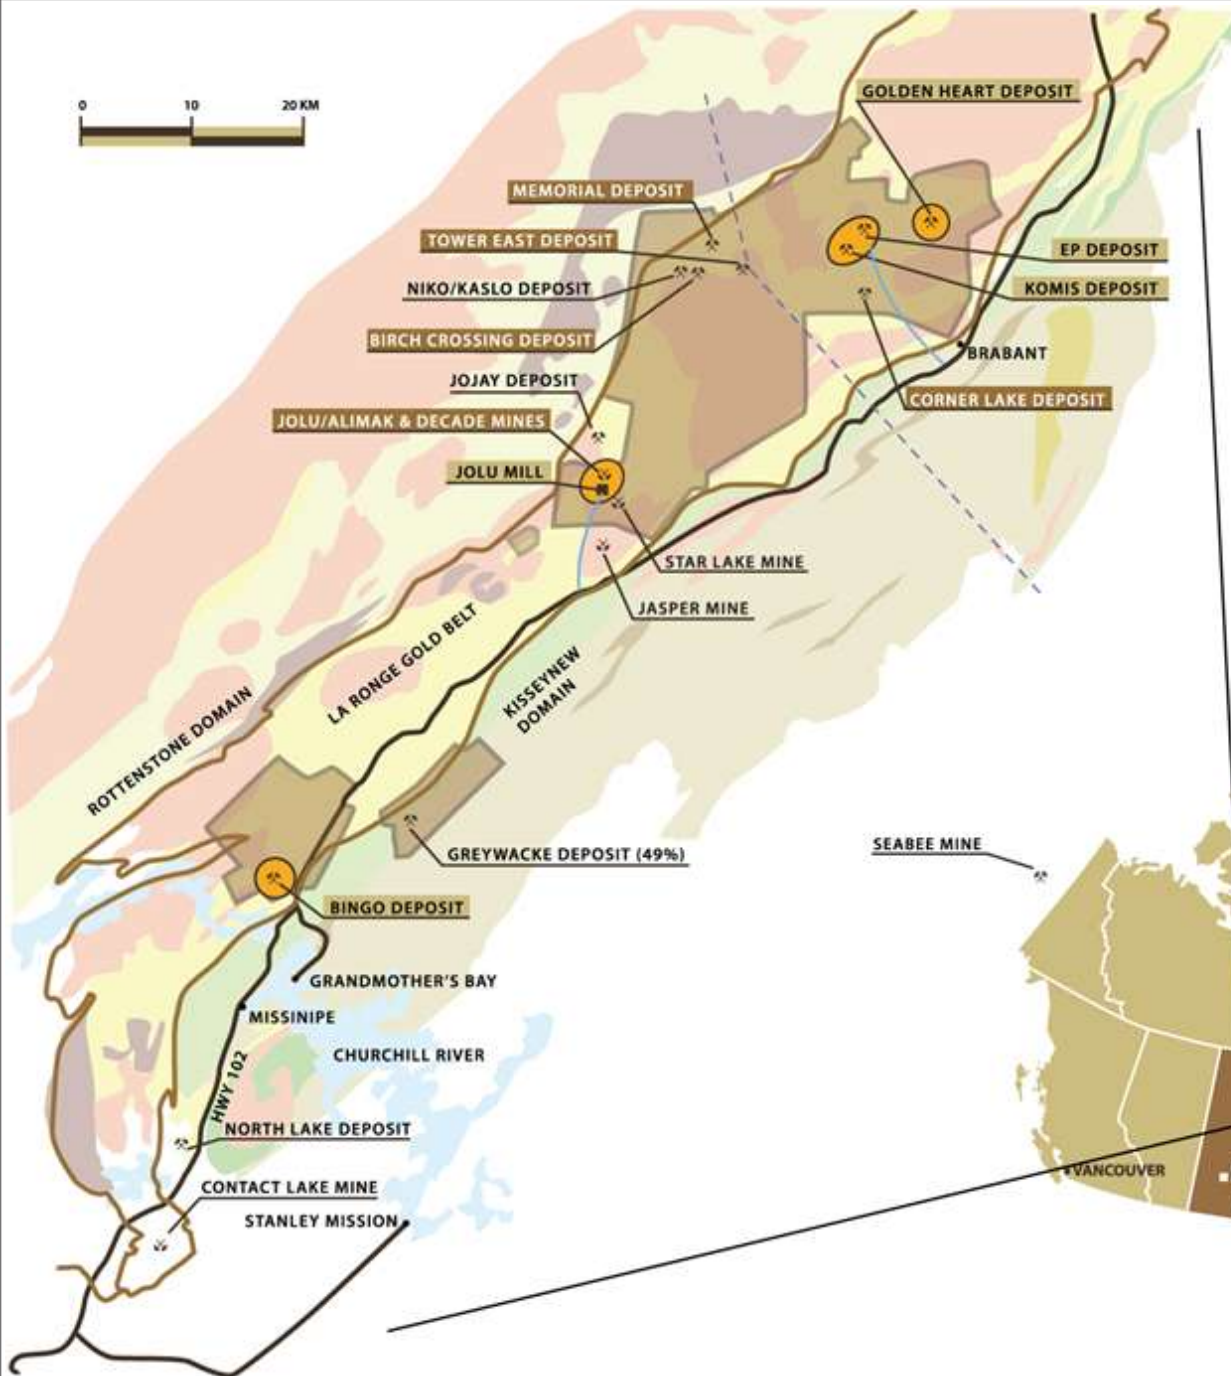 0 10 20 KM
GOLDEN HEART DEPOSIT
MEMORIAL DEPOSIT
TOWER EAST DEPOSIT
EP DEPOSIT
NIKO/KASLO DEPOSIT
KOMIS DEPOSIT
BIRCH CROSSING DEPOSIT
BRABANT
JOJAY DEPOSIT
CORNER LAKE DEPOSIT
JOLU/ALIMAK & DECADE MINES
JOLU MILL
STAR LAKE MINE
JASPER MINE
LA RONGE GOLD BELT
KISSEYNEW
DOMAIN
ROTTENSTONE DOMAIN
SEABEE MINE
GREYWACKE DEPOSIT (49%)
BINGO DEPOSIT
GRANDMOTHER'S BAY
MISSINIPE
CHURCHILL RIVER
HWY 102
NORTH LAKE DEPOSIT
VANCOUVER
CONTACT LAKE MINE
STANLEY MISSION